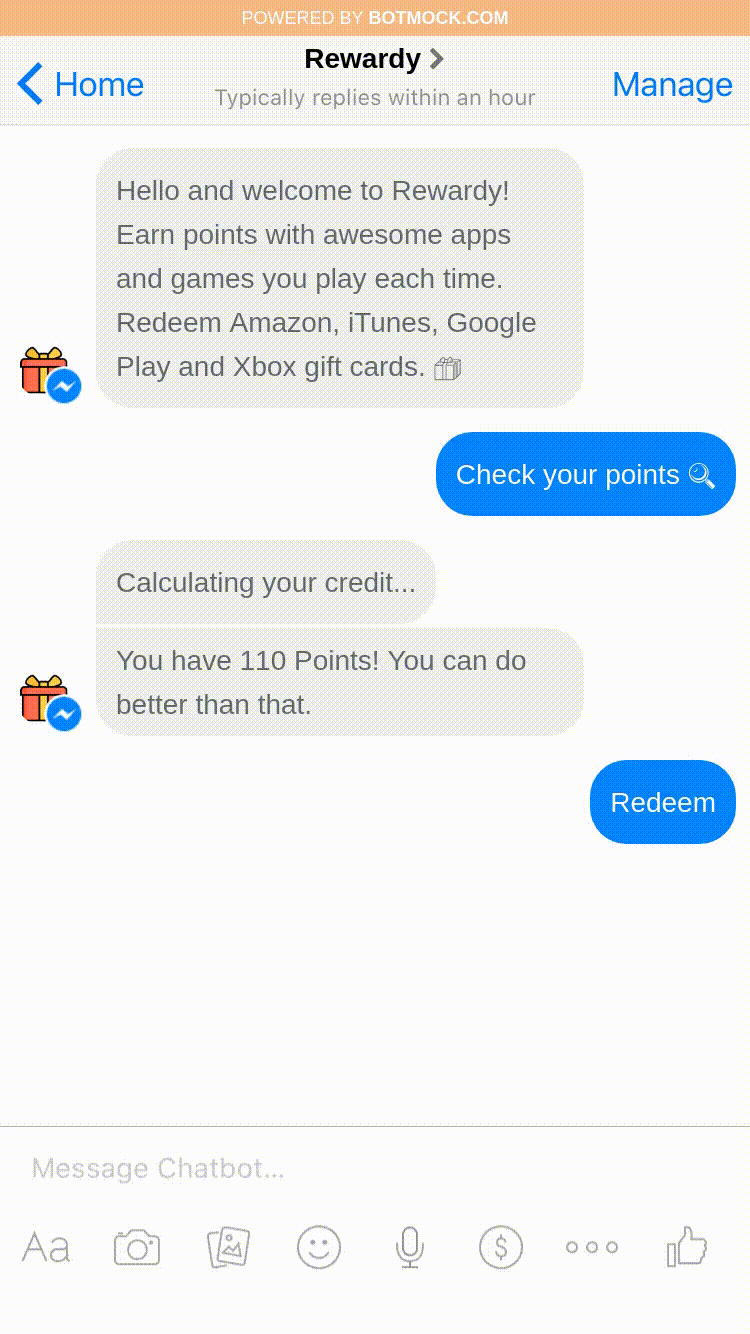 POWERED BY BOTMOCK.COM
Home
Rewardy
Typically replies within an hour
Manage
Hello and welcome to Rewardy!
Earn points with awesome apps
and games you play each time.
Redeem Amazon, iTunes, Google
Play and Xbox gift cards. 🛍
Check your points 🔍
Calculating your credit...
You have 110 Points! You can do
better than that.
Redeem
Message Chatbot...
Aa
$